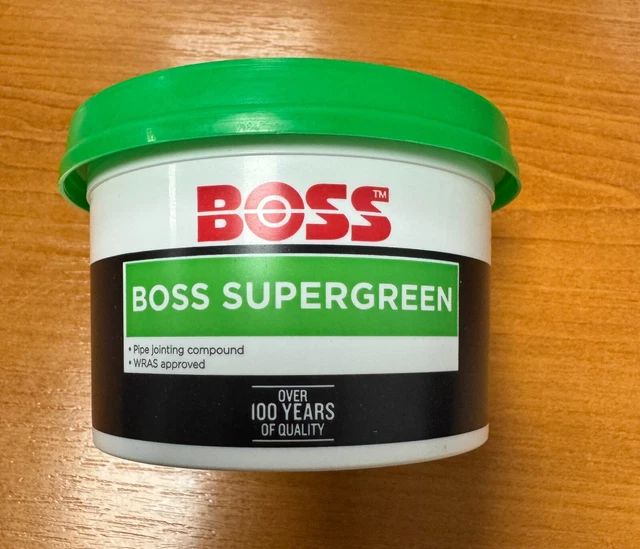 BOSS™
BOSS SUPERGREEN
• Pipe jointing compound
• WRAS approved
OVER
100 YEARS
OF QUALITY